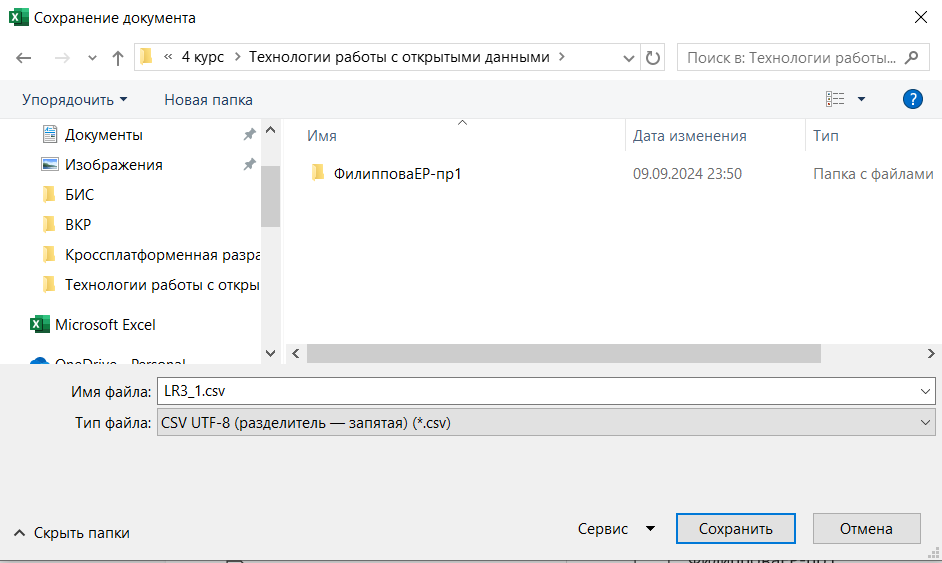 Сохранение документа
« 4 курс > Технологии работы с открытыми данными >
Поиск в: Технологии работы...
Упорядочить
Новая папка
?
Имя
Дата изменения
Тип
Документы
Изображения
БИС
ВКР
Кроссплатформенная разра
Технологии работы с откры
Microsoft Excel
OneDrive - Personal
ФилипповаЕР-пр1
09.09.2024 23:50
Папка с файлами
Имя файла: LR3_1.csv
Тип файла: CSV UTF-8 (разделитель — запятая) (*.csv)
Скрыть папки
Сервис
Сохранить
Отмена